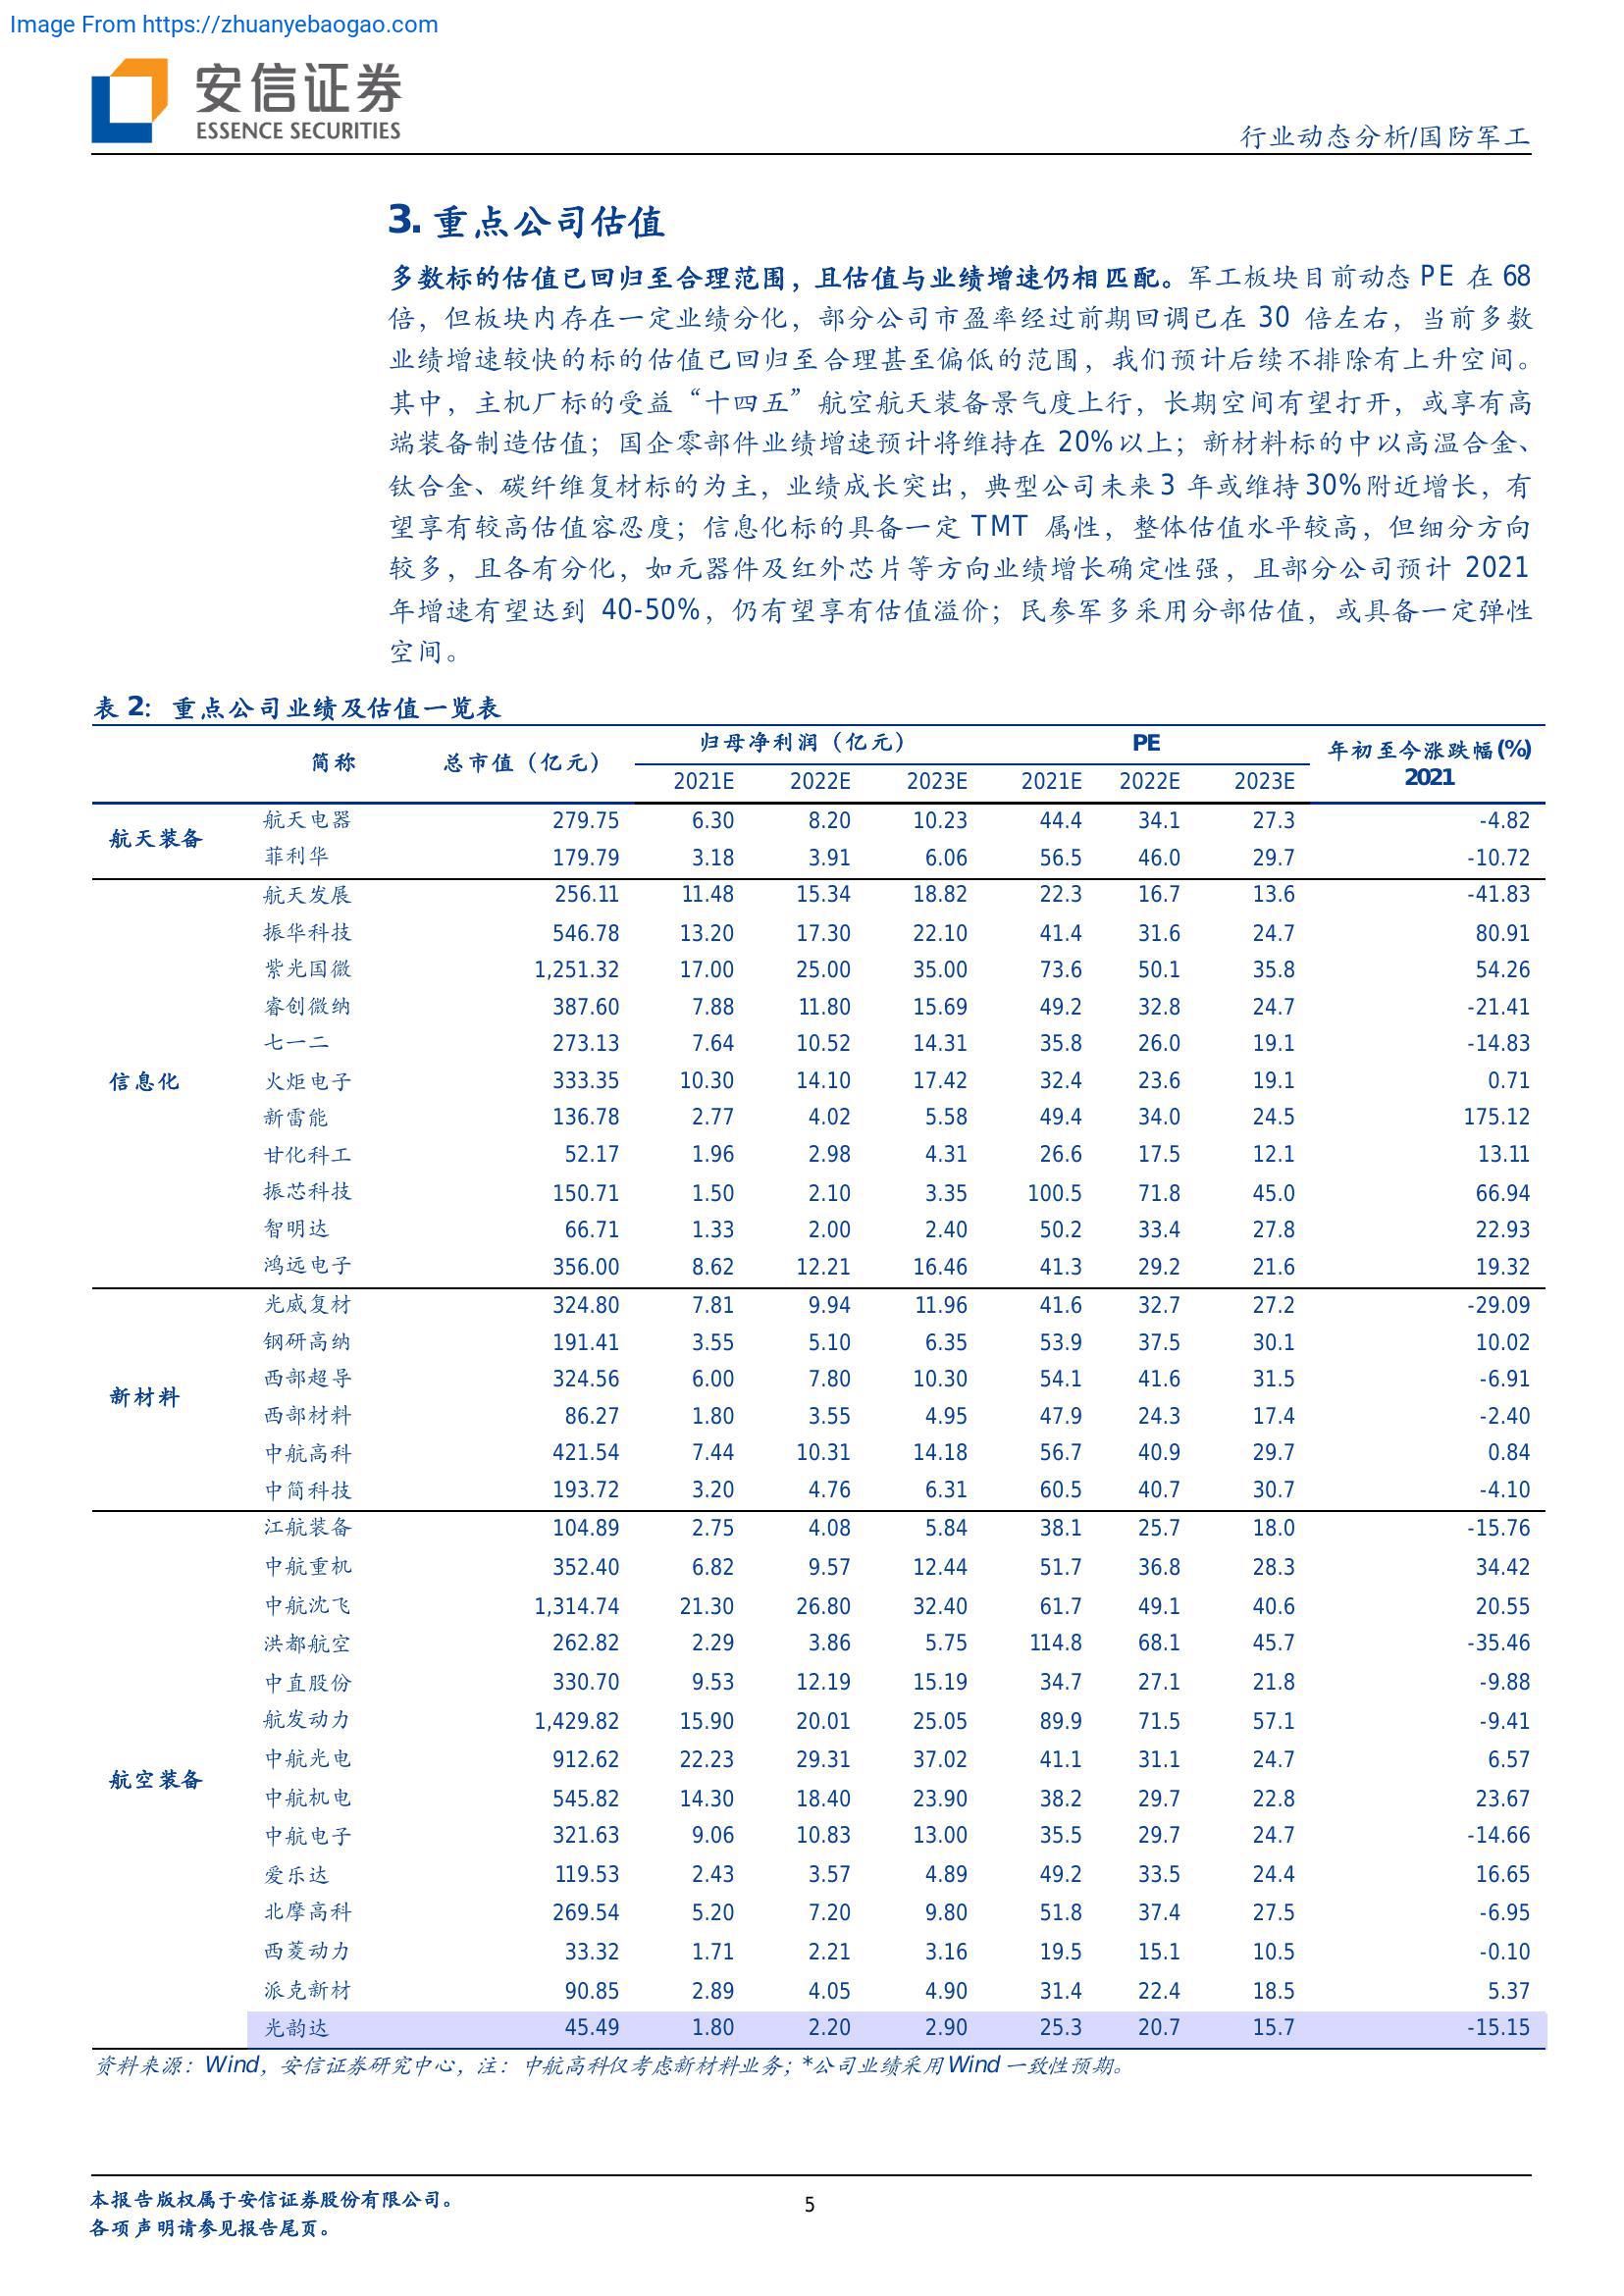 Image From https://zhuanyebaogao.com
安信证券
ESSENCE SECURITIES
行业动态分析/国防军工
3. 重点公司估值
多数标的估值已回归至合理范围，且估值与业绩增速仍相匹配。军工板块目前动态 PE 在 68
倍，但板块内存在一定业绩分化，部分公司市盈率经过前期回调已在 30 倍左右，当前多数
业绩增速较快的标的估值已回归至合理甚至偏低的范围，我们预计后续不排除有上升空间。
其中，主机厂标的受益“十四五”航空航天装备景气度上行，长期空间有望打开，或享有高
端装备制造估值；国企零部件业绩增速预计将维持在 20%以上；新材料标的中以高温合金、
钛合金、碳纤维复材标的为主，业绩成长突出，典型公司未来 3 年或维持 30%附近增长，有
望享有较高估值容忍度；信息化标的具备一定 TMT 属性，整体估值水平较高，但细分方向
较多，且各有分化，如元器件及红外芯片等方向业绩增长确定性强，且部分公司预计 2021
年增速有望达到 40-50%，仍有望享有估值溢价；民参军多采用分部估值，或具备一定弹性
空间。
表 2：重点公司业绩及估值一览表
简称 总市值（亿元） 归母净利润（亿元） PE 年初至今涨跌幅(%)
2021E 2022E 2023E 2021E 2022E 2023E 2021
航天装备 航天电器 279.75 6.30 8.20 10.23 44.4 34.1 27.3 -4.82
菲利华 179.79 3.18 3.91 6.06 56.5 46.0 29.7 -10.72
航天发展 256.11 11.48 15.34 18.82 22.3 16.7 13.6 -41.83
振华科技 546.78 13.20 17.30 22.10 41.4 31.6 24.7 80.91
紫光国微 1,251.32 17.00 25.00 35.00 73.6 50.1 35.8 54.26
睿创微纳 387.60 7.88 11.80 15.69 49.2 32.8 24.7 -21.41
七一二 273.13 7.64 10.52 14.31 35.8 26.0 19.1 -14.83
信息化 火炬电子 333.35 10.30 14.10 17.42 32.4 23.6 19.1 0.71
新雷能 136.78 2.77 4.02 5.58 49.4 34.0 24.5 175.12
甘化科工 52.17 1.96 2.98 4.31 26.6 17.5 12.1 13.11
振芯科技 150.71 1.50 2.10 3.35 100.5 71.8 45.0 66.94
智明达 66.71 1.33 2.00 2.40 50.2 33.4 27.8 22.93
鸿远电子 356.00 8.62 12.21 16.46 41.3 29.2 21.6 19.32
光威复材 324.80 7.81 9.94 11.96 41.6 32.7 27.2 -29.09
钢研高纳 191.41 3.55 5.10 6.35 53.9 37.5 30.1 10.02
西部超导 324.56 6.00 7.80 10.30 54.1 41.6 31.5 -6.91
新材料 西部材料 86.27 1.80 3.55 4.95 47.9 24.3 17.4 -2.40
中航高科 421.54 7.44 10.31 14.18 56.7 40.9 29.7 0.84
中简科技 193.72 3.20 4.76 6.31 60.5 40.7 30.7 -4.10
江航装备 104.89 2.75 4.08 5.84 38.1 25.7 18.0 -15.76
中航重机 352.40 6.82 9.57 12.44 51.7 36.8 28.3 34.42
中航沈飞 1,314.74 21.30 26.80 32.40 61.7 49.1 40.6 20.55
洪都航空 262.82 2.29 3.86 5.75 114.8 68.1 45.7 -35.46
中直股份 330.70 9.53 12.19 15.19 34.7 27.1 21.8 -9.88
航发动力 1,429.82 15.90 20.01 25.05 89.9 71.5 57.1 -9.41
航空装备 中航光电 912.62 22.23 29.31 37.02 41.1 31.1 24.7 6.57
中航机电 545.82 14.30 18.40 23.90 38.2 29.7 22.8 23.67
中航电子 321.63 9.06 10.83 13.00 35.5 29.7 24.7 -14.66
爱乐达 119.53 2.43 3.57 4.89 49.2 33.5 24.4 16.65
北摩高科 269.54 5.20 7.20 9.80 51.8 37.4 27.5 -6.95
西菱动力 33.32 1.71 2.21 3.16 19.5 15.1 10.5 -0.10
派克新材 90.85 2.89 4.05 4.90 31.4 22.4 18.5 5.37
光韵达 45.49 1.80 2.20 2.90 25.3 20.7 15.7 -15.15
资料来源：Wind，安信证券研究中心，注：中航高科仅考虑新材料业务；*公司业绩采用 Wind 一致性预期。
本报告版权属于安信证券股份有限公司。
5
各项声明请参见报告尾页。